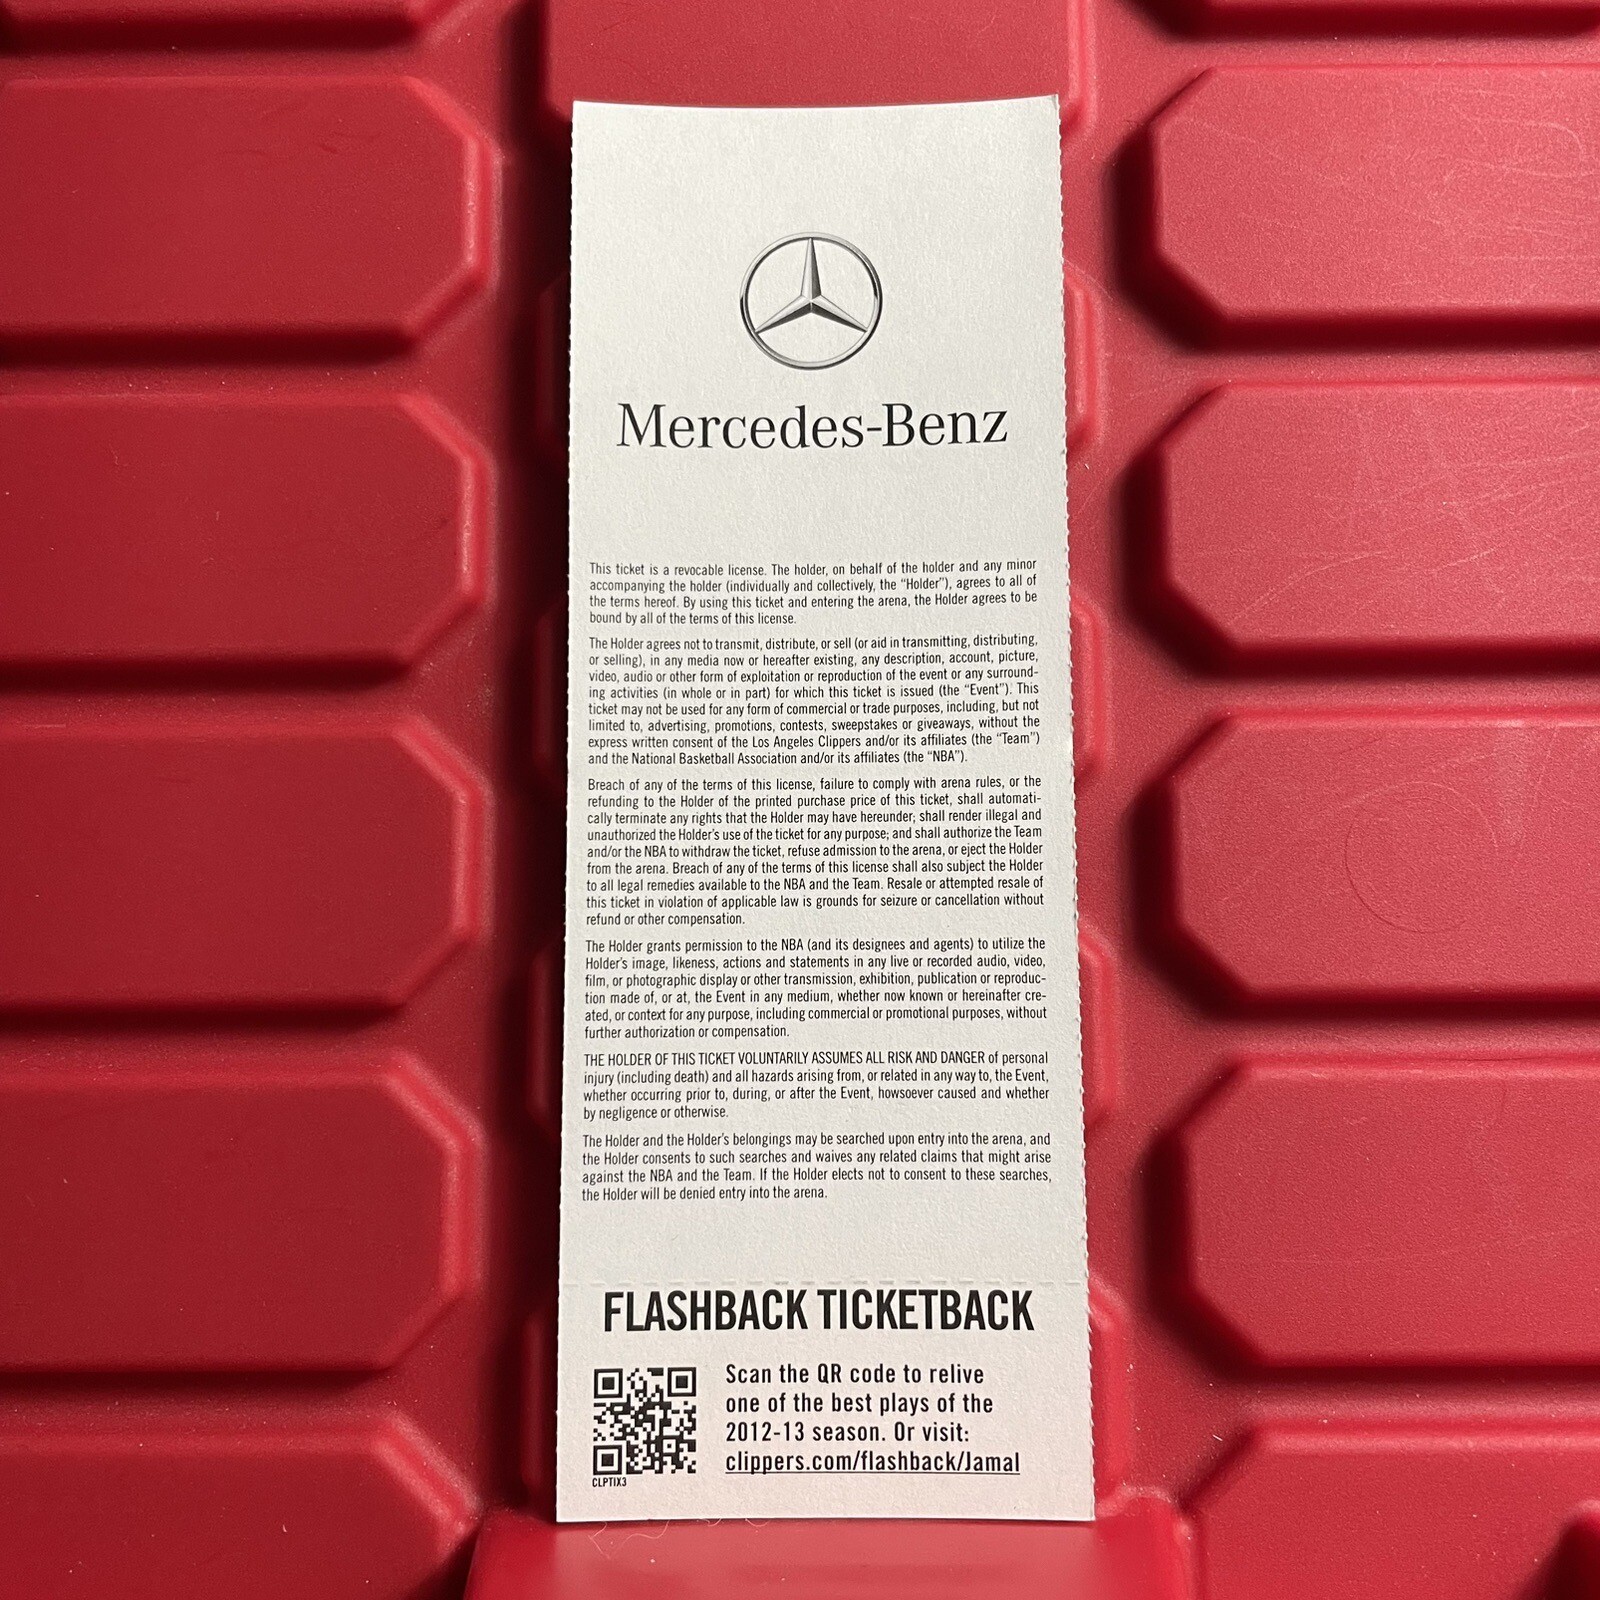 Mercedes-Benz
This ticket is a revocable license. The holder, on behalf of the holder and any minor
accompanying the holder (individually and collectively, the “Holder”), agrees to all of
the terms hereof. By using this ticket and entering the arena, the Holder agrees to be
bound by all of the terms of this license.
The Holder agrees not to transmit, distribute, or sell (or aid in transmitting, distributing,
or selling), in any media now or hereafter existing, any description, account, picture,
video, audio or other form of exploitation or reproduction of the event or any surround-
ing activities (in whole or in part) for which this ticket is issued (the “Event”). This
ticket may not be used for any form of commercial or trade purposes, including, but not
limited to, advertising, promotions, contests, sweepstakes or giveaways, without the
express written consent of the Los Angeles Clippers and/or its affiliates (the “Team”)
and the National Basketball Association and/or its affiliates (the “NBA”).
Breach of any of the terms of this license, failure to comply with arena rules, or the
refunding to the Holder of the printed purchase price of this ticket, shall automati-
cally terminate any rights that the Holder may have hereunder; shall render illegal and
unauthorized the Holder’s use of the ticket for any purpose; and shall authorize the Team
and/or the NBA to withdraw the ticket, refuse admission to the arena, or eject the Holder
from the arena. Breach of any of the terms of this license shall also subject the Holder
to all legal remedies available to the NBA and the Team. Resale or attempted resale of
this ticket in violation of applicable law is grounds for seizure or cancellation without
refund or other compensation.
The Holder grants permission to the NBA (and its designees and agents) to utilize the
Holder’s image, likeness, actions and statements in any live or recorded audio, video,
film, or photographic display or other transmission, exhibition, publication or reproduc-
tion made of, or at, the Event in any medium, whether now known or hereinafter cre-
ated, or context for any purpose, including commercial or promotional purposes, without
further authorization or compensation.
THE HOLDER OF THIS TICKET VOLUNTARILY ASSUMES ALL RISK AND DANGER of personal
injury (including death) and all hazards arising from, or related in any way to, the Event,
whether occurring prior to, during, or after the Event, howsoever caused and whether
by negligence or otherwise.
The Holder and the Holder’s belongings may be searched upon entry into the arena, and
the Holder consents to such searches and waives any related claims that might arise
against the NBA and the Team. If the Holder elects not to consent to these searches,
the Holder will be denied entry into the arena.
FLASHBACK TICKETBACK
Scan the QR code to relive
one of the best plays of the
2012-13 season. Or visit:
clippers.com/flashback/Jamal
CLPTIX3